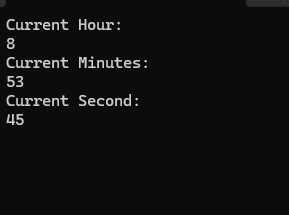 Current Hour:
8
Current Minutes:
53
Current Second:
45